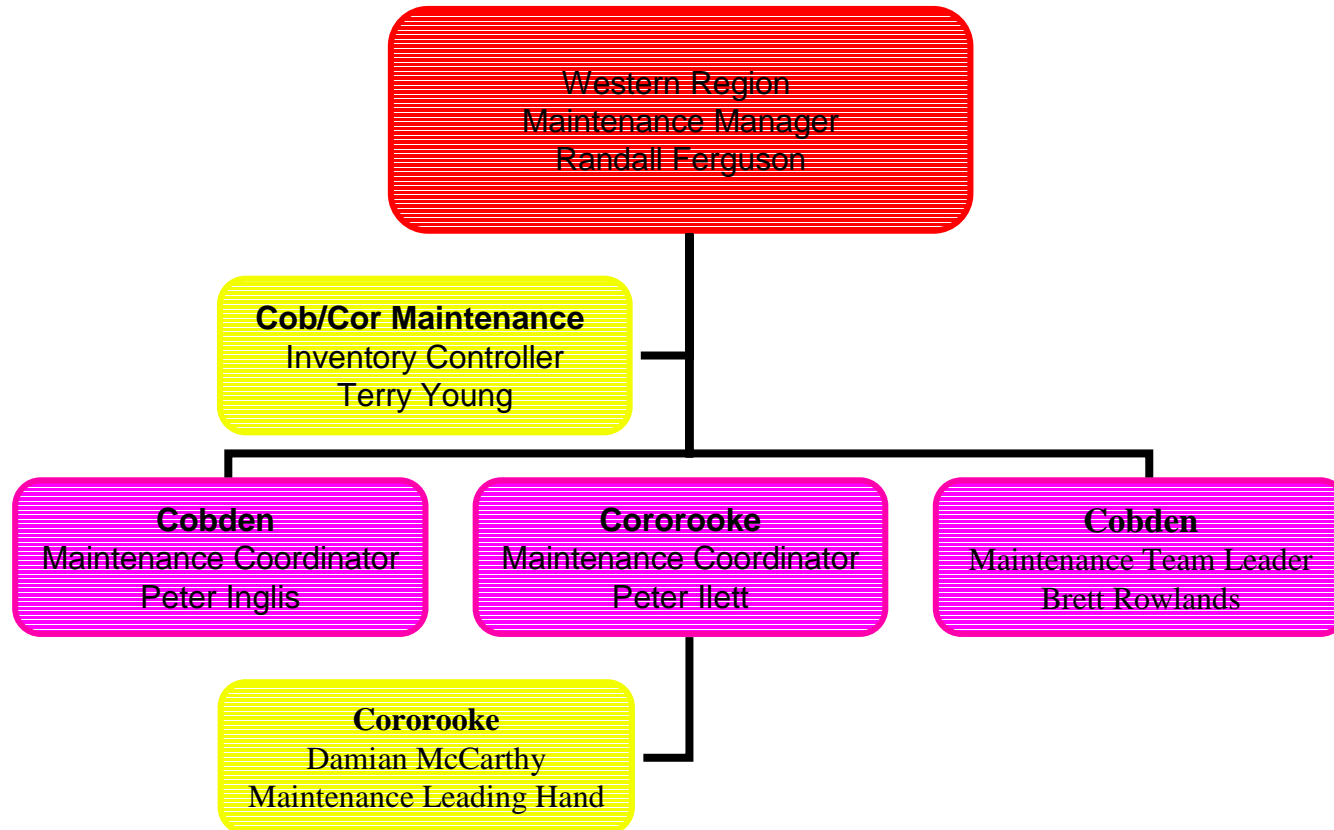 Western Region
Maintenance Manager
Randall Ferguson
Cob/Cor Maintenance
Inventory Controller
Terry Young
Cobden
Maintenance Coordinator
Peter Inglis
Cororooke
Maintenance Coordinator
Peter Ilett
Cobden
Maintenance Team Leader
Brett Rowlands
Cororooke
Damian McCarthy
Maintenance Leading Hand